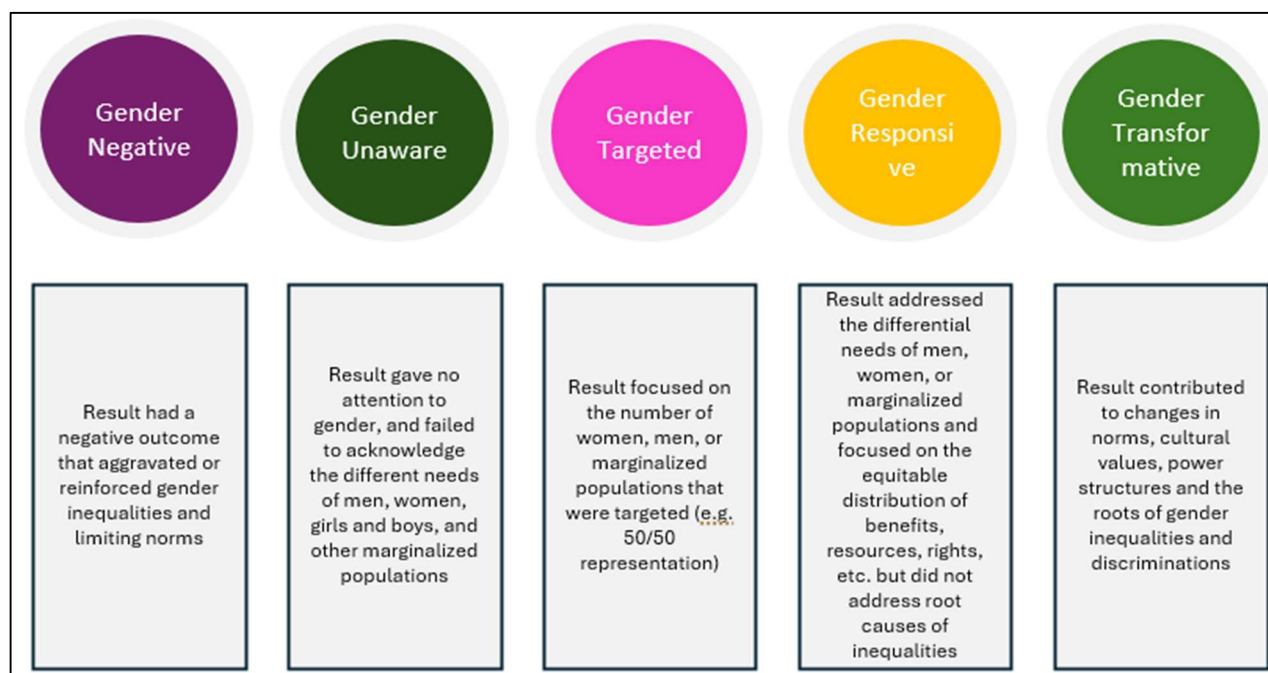 Gender
Negative
Gender
Unaware
Gender
Targeted
Gender
Responsi
ve
Gender
Transfor
mative
Result had a
negative outcome
that aggravated or
reinforced gender
inequalities and
limiting norms
Result gave no
attention to
gender, and failed
to acknowledge
the different needs
of men, women,
girls and boys, and
other marginalized
populations
Result focused on
the number of
women, men, or
marginalized
populations that
were targeted (e.g.
50/50
representation)
Result addressed
the differential
needs of men,
women, or
marginalized
populations and
focused on the
equitable
distribution of
benefits,
resources, rights,
etc. but did not
address root
causes of
inequalities
Result contributed
to changes in
norms, cultural
values, power
structures and the
roots of gender
inequalities and
discriminations